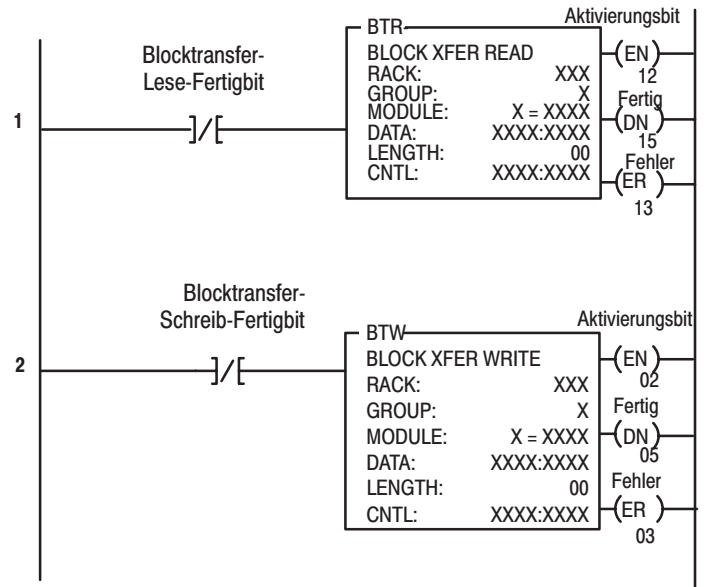 Aktivierungsbit
Blocktransfer-
Lese-Fertigbit
1
]/[
BTR
BLOCK XFER READ
RACK: XXX
GROUP: X
MODULE: X = XXXX
DATA: XXXX:XXXX
LENGTH: 00
CNTL: XXXX:XXXX
(EN)
12
Fertig
(DN)
15
Fehler
(ER)
13
Blocktransfer-
Schreib-Fertigbit
2
]/[
Aktivierungsbit
BTW
BLOCK XFER WRITE
RACK: XXX
GROUP: X
MODULE: X = XXXX
DATA: XXXX:XXXX
LENGTH: 00
CNTL: XXXX:XXXX
(EN)
02
Fertig
(DN)
05
Fehler
(ER)
03